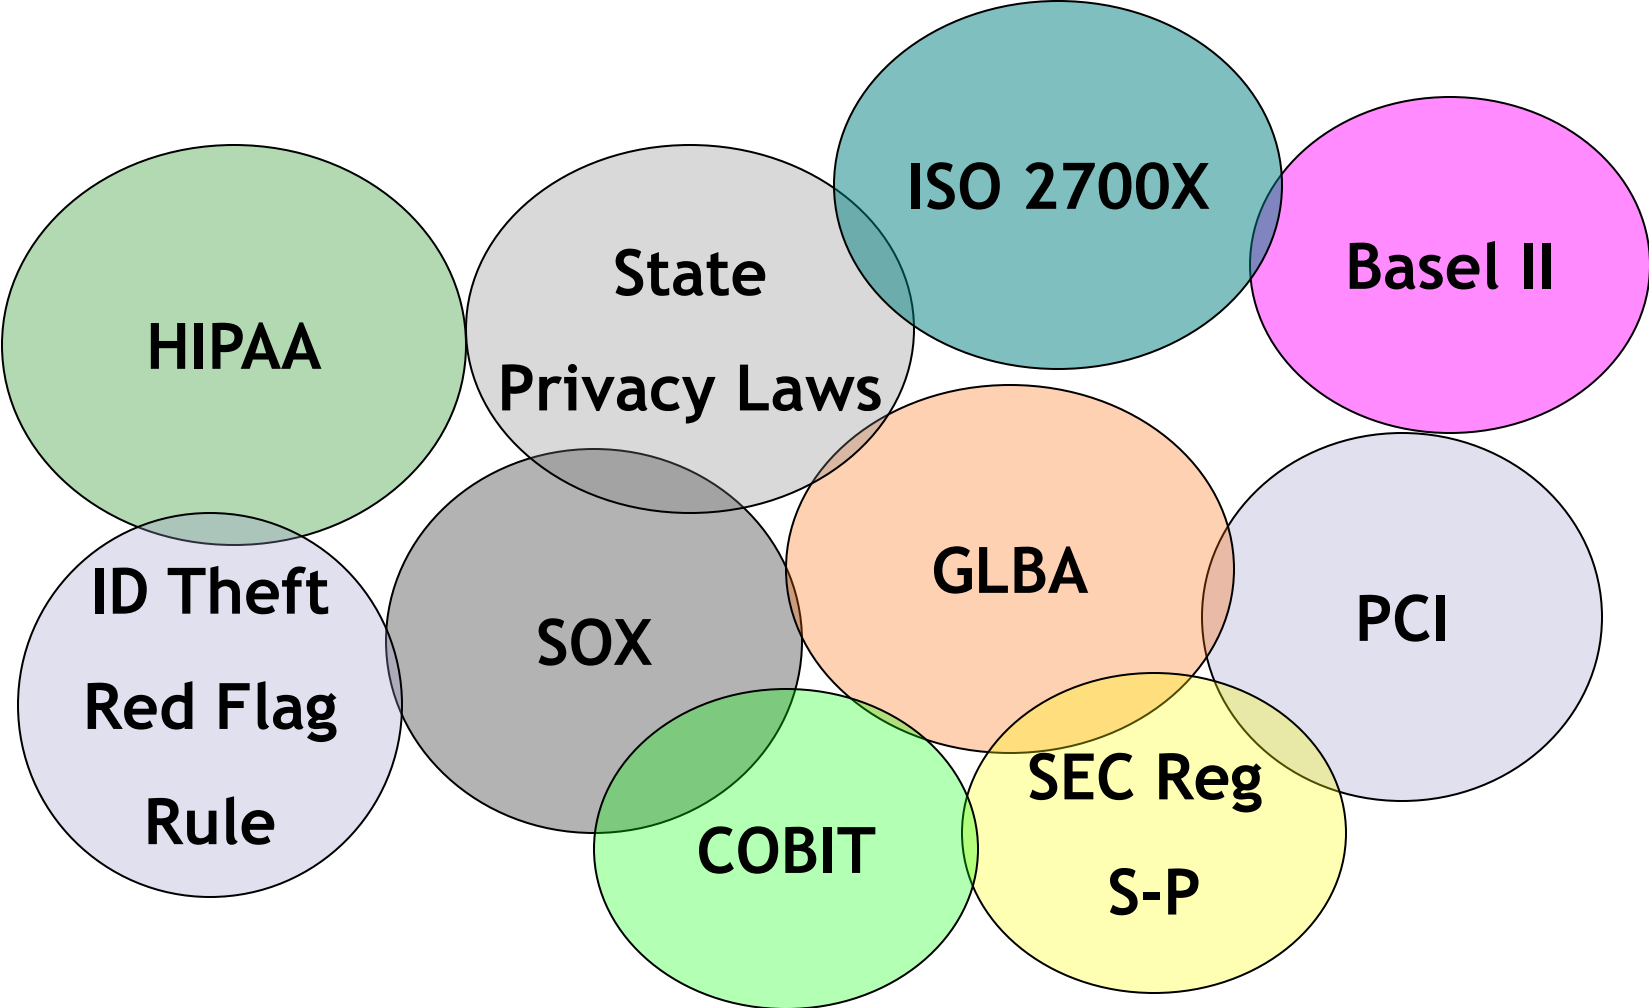 ISO 2700X
Basel II
State
Privacy Laws
HIPAA
GLBA
PCI
ID Theft
Red Flag
Rule
SOX
COBIT
SEC Reg
S-P